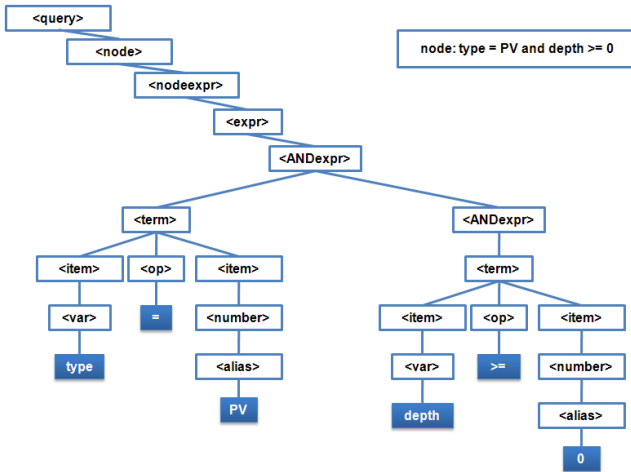 <query>
node: type = PV and depth >= 0
<node>
<nodeexpr>
<expr>
<ANDexpr>
<term> <ANDexpr>
<item> <op> <item> <term>
<var> = <number> <item> <op> <item>
type <alias> <var> >= <number>
PV depth <alias>
0